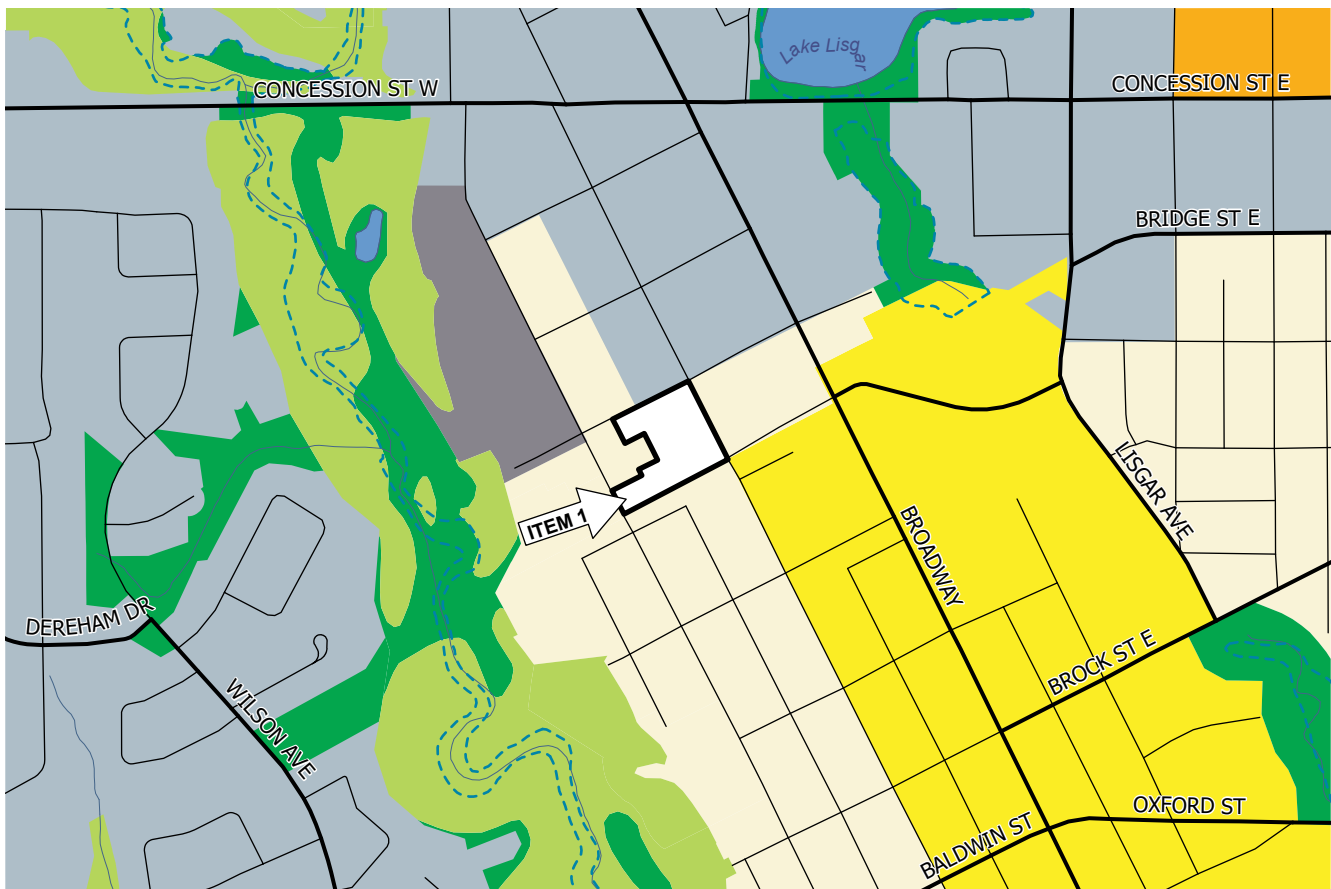 Lake Lisgar
CONCESSION ST W
CONCESSION ST E
BRIDGE ST E
LISGAR AVE
ITEM 1
BROADWAY
DEREHAM DR
BROCK ST E
WILSON AVE
OXFORD ST
BALDWIN ST